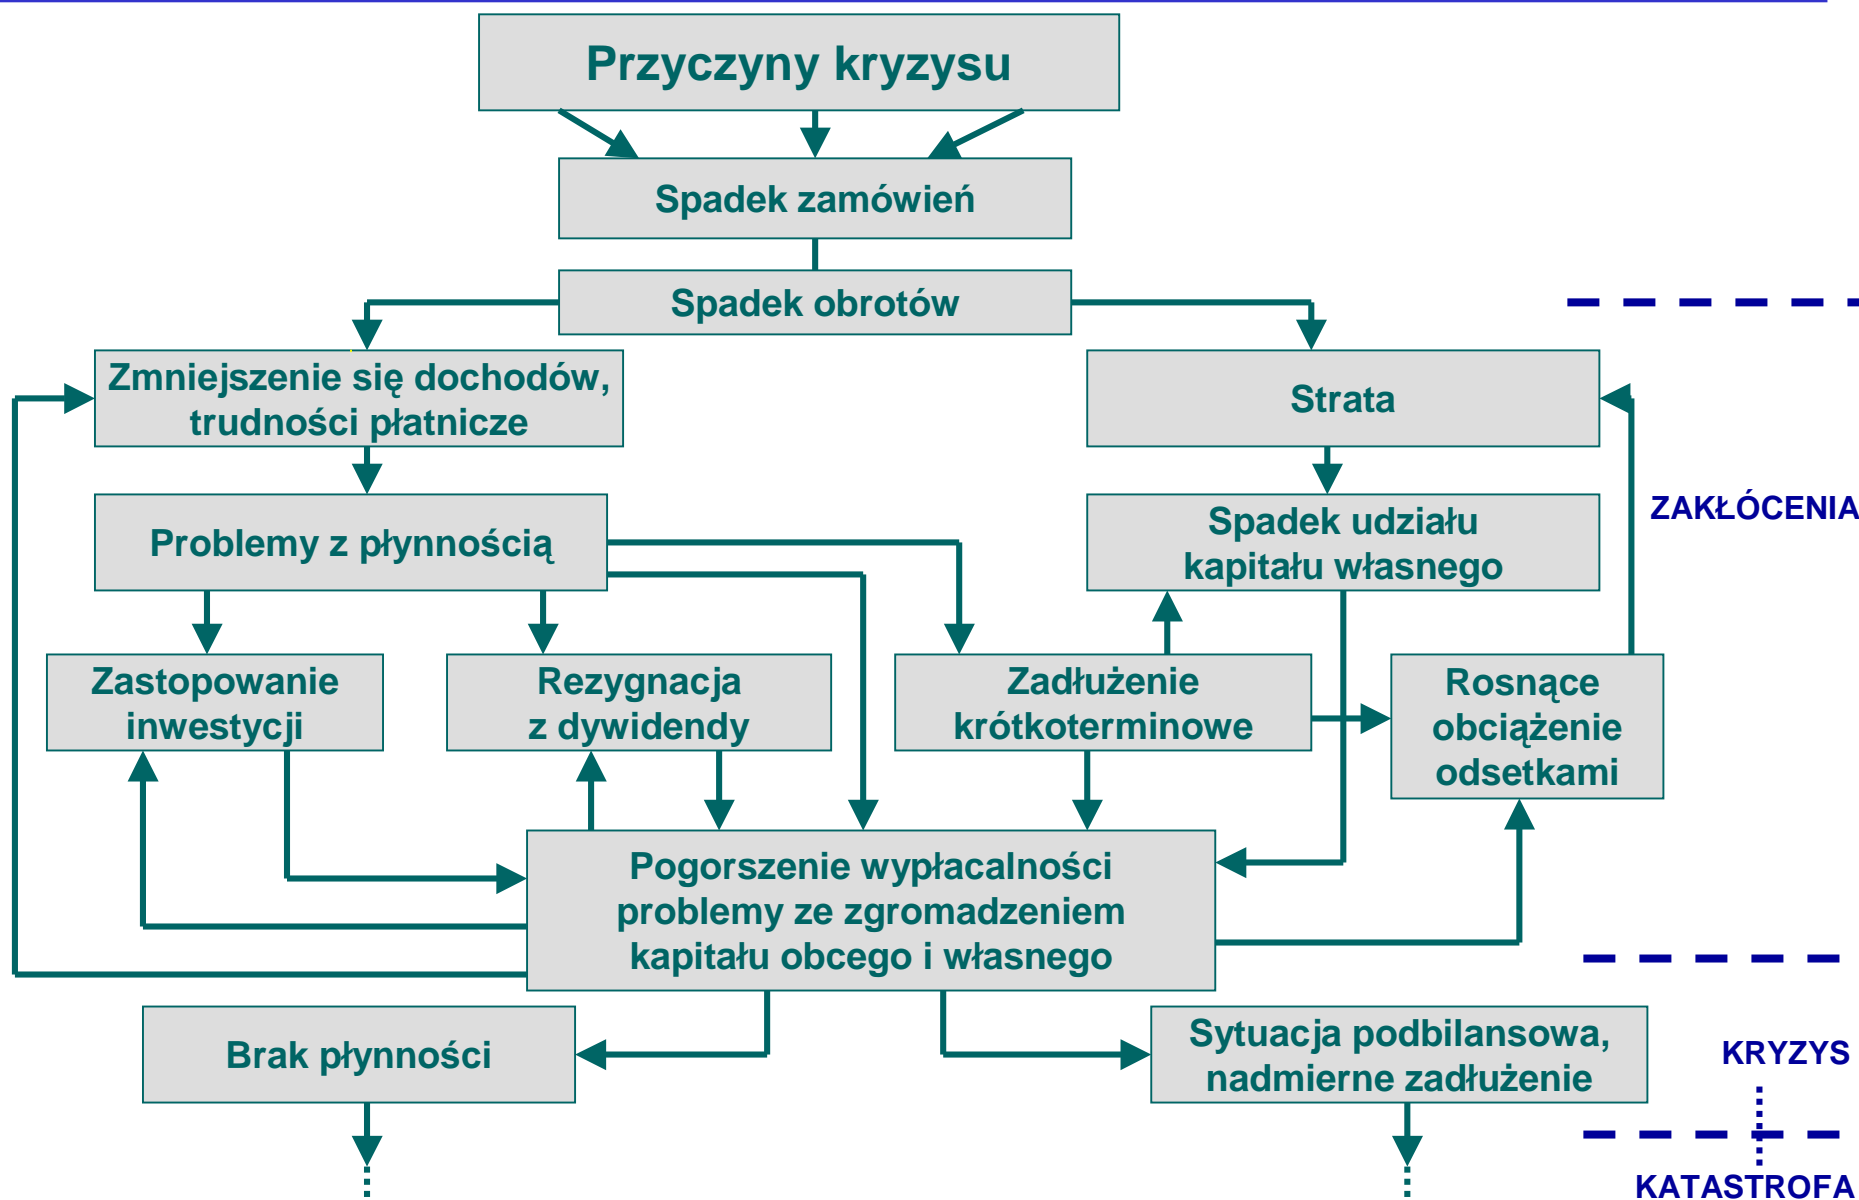 Przyczyny kryzysu
Spadek zamówień
Spadek obrotów
Zmniejszenie się dochodów,
trudności płatnicze
Strata
Problemy z płynnością
Spadek udziału
kapitału własnego
ZAKŁÓCENIA
Zastopowanie
inwestycji
Rezygnacja
z dywidendy
Zadłużenie
krótkoterminowe
Rosnące
obciążenie
odsetkami
Pogorszenie wypłacalności
problemy ze zgromadzeniem
kapitału obcego i własnego
Brak płynności
Sytuacja podbilansowa,
nadmierne zadłużenie
KRYZYS
KATASTROFA